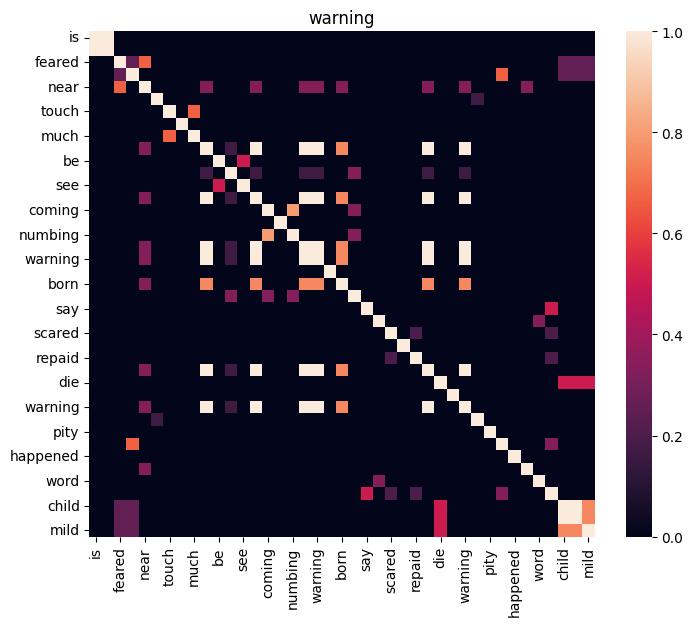 warning
is
feared
near
touch
much
be
see
coming
numbing
warning
born
say
scared
repaid
die
warning
pity
happened
word
child
mild
is
feared
near
touch
much
be
see
coming
numbing
warning
born
say
scared
repaid
die
warning
pity
happened
word
child
mild
1.0
0.8
0.6
0.4
0.2
0.0